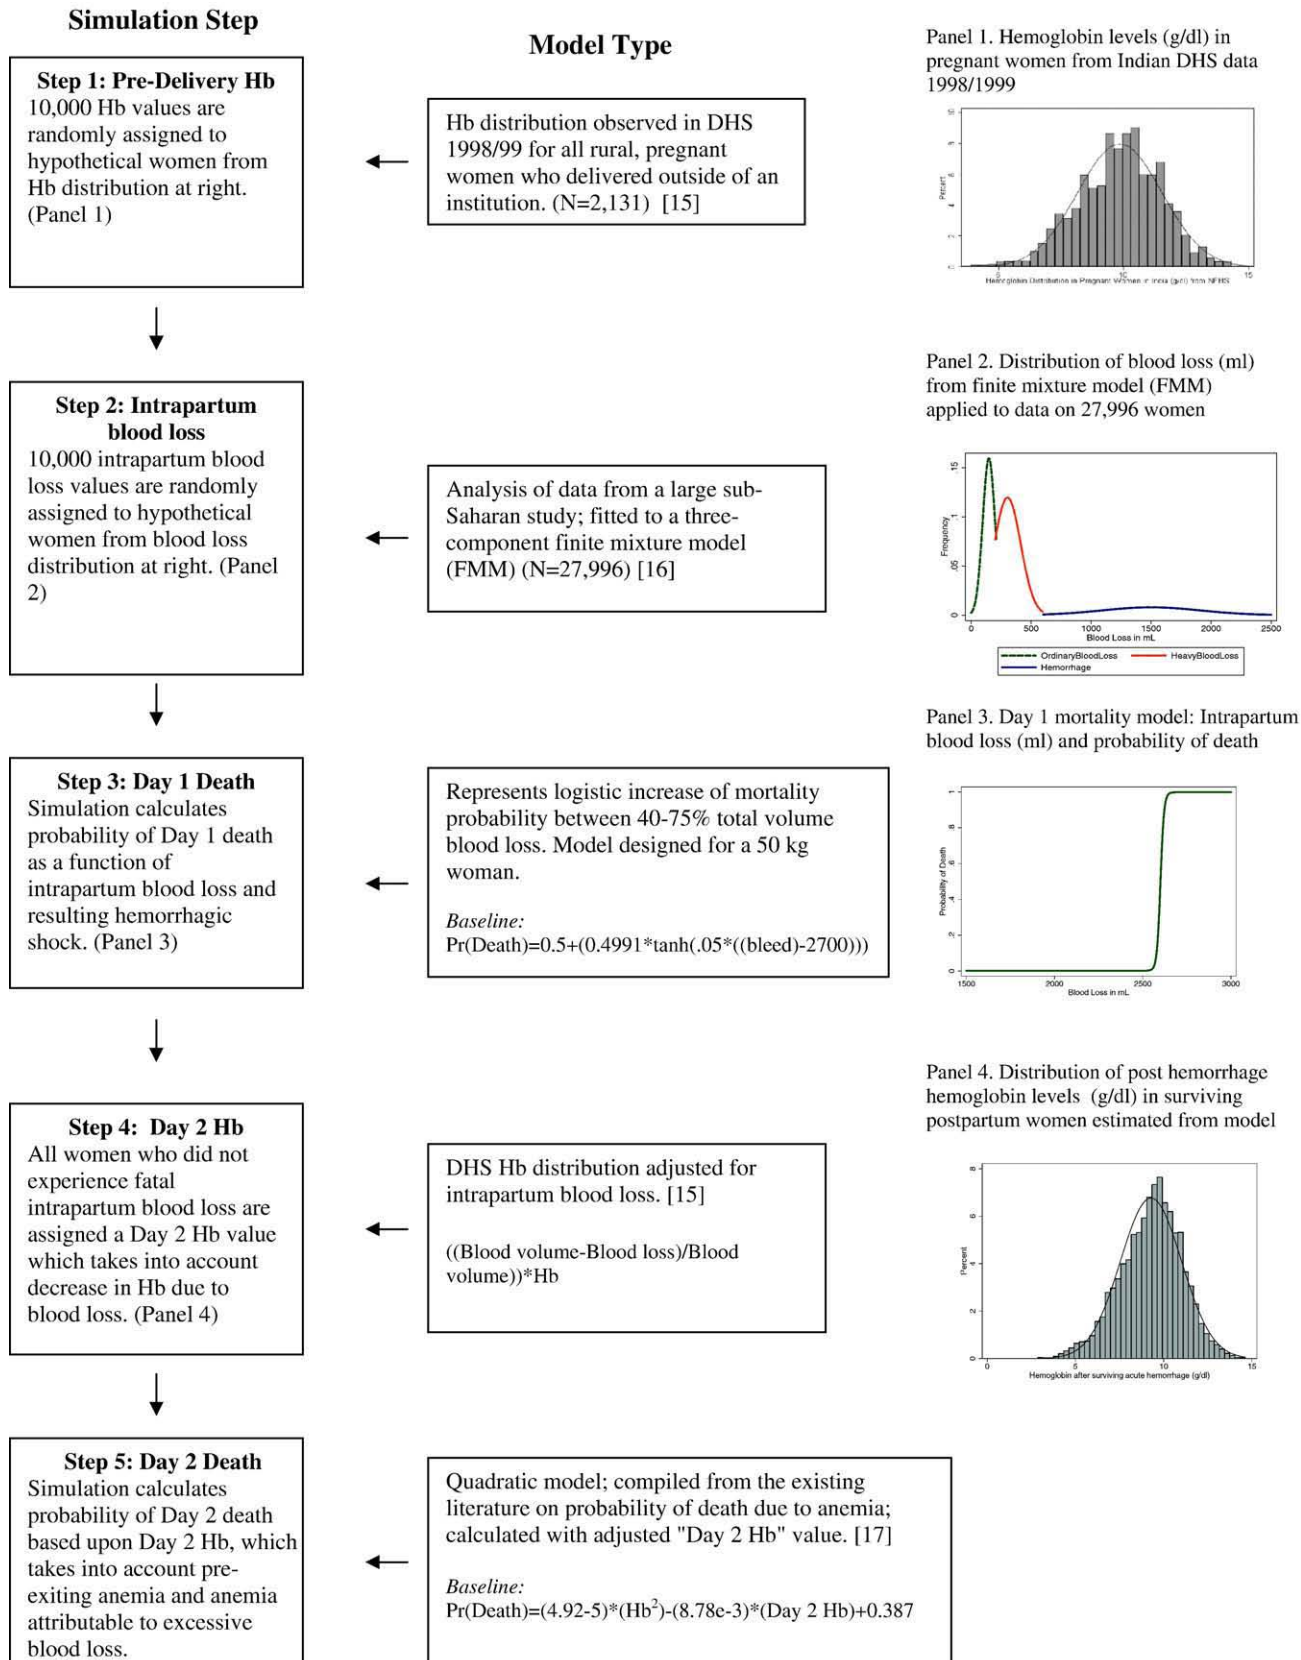 Simulation Step
Model Type
Step 1: Pre-Delivery Hb
10,000 Hb values are
randomly assigned to
hypothetical women from
Hb distribution at right.
(Panel 1)
Hb distribution observed in DHS
1998/99 for all rural, pregnant
women who delivered outside of an
institution. (N=2,131) [15]
Panel 1. Hemoglobin levels (g/dl) in
pregnant women from Indian DHS data
1998/1999
Percent
0 2 4 6 8 10
5 10 15
Hemoglobin Distribution in Pregnant Women in India (g/dl) from NFHS
Step 2: Intrapartum
blood loss
10,000 intrapartum blood
loss values are randomly
assigned to hypothetical
women from blood loss
distribution at right. (Panel
2)
Analysis of data from a large sub-
Saharan study; fitted to a three-
component finite mixture model
(FMM) (N=27,996) [16]
Panel 2. Distribution of blood loss (ml)
from finite mixture model (FMM)
applied to data on 27,996 women
Frequency
0 .05 .1 .15
0 500 1000 1500 2000 2500
Blood Loss in mL
OrdinaryBloodLoss HeavyBloodLoss
Hemorrhage
Step 3: Day 1 Death
Simulation calculates
probability of Day 1 death
as a function of
intrapartum blood loss and
resulting hemorrhagic
shock. (Panel 3)
Represents logistic increase of mortality
probability between 40-75% total volume
blood loss. Model designed for a 50 kg
woman.
Baseline:
Pr(Death)=0.5+(0.4991*tanh(.05*((bleed)-2700)))
Panel 3. Day 1 mortality model: Intrapartum
blood loss (ml) and probability of death
Probability of Death
0 .2 .4 .6 .8 1
1500 2000 2500 3000
Blood Loss in mL
Step 4: Day 2 Hb
All women who did not
experience fatal
intrapartum blood loss are
assigned a Day 2 Hb value
which takes into account
decrease in Hb due to
blood loss. (Panel 4)
DHS Hb distribution adjusted for
intrapartum blood loss. [15]
((Blood volume-Blood loss)/Blood
volume))*Hb
Panel 4. Distribution of post hemorrhage
hemoglobin levels (g/dl) in surviving
postpartum women estimated from model
Percent
0 .2 .4 .6 .8
0 5 10 15
Hemoglobin after surviving acute hemorrhage (g/dl)
Step 5: Day 2 Death
Simulation calculates
probability of Day 2 death
based upon Day 2 Hb, which
takes into account pre-
exiting anemia and anemia
attributable to excessive
blood loss.
Quadratic model; compiled from the existing
literature on probability of death due to anemia;
calculated with adjusted "Day 2 Hb" value. [17]
Baseline:
Pr(Death)=(4.92-5)*(Hb²)-(8.78e-3)*(Day 2 Hb)+0.387